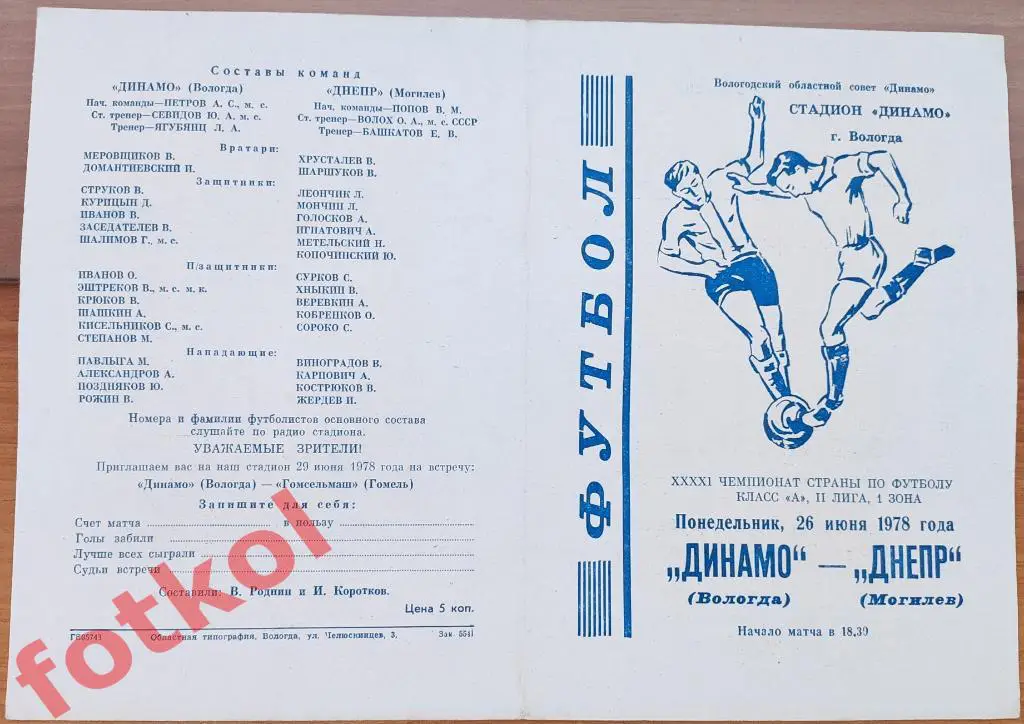 Составы команд
«ДИНАМО» (Вологда)
Нач. команды—ПЕТРОВ А. С., м. с.
Ст. тренер—СЕВИДОВ Ю. А. м. с.
Тренер—ЯГУБЯНЦ Л. А.
«ДНЕПР» (Могилев)
Нач. команды—ПОПОВ В. М.
Ст. тренер—ВОЛОХ О. А., м. с. СССР
Тренер—БАШКАТОВ Е. В.
Вратари:
МЕРОВЩИКОВ В.
ДОМАНТИЕВСКИЙ И.
ХРУСТАЛЕВ В.
ШАРШУКОВ В.
Защитники:
СТРУКОВ В.
КУРИЦЫН Д.
ИВАНОВ В.
ЗАСЕДАТЕЛЕВ В.
ШАЛИМОВ Г., м. с.
ЛЕОНЧИК Л.
МОНЧИН Л.
ГОЛОСКОВ А.
ИГНАТОВИЧ А.
МЕТЕЛЬСКИЙ Н.
КОПОЧИНСКИЙ Ю.
П/защитники:
ИВАНОВ О.
ЭШТРЕКОВ В., м. с. м. к.
КРЮКОВ В.
ШАШКИН А.
КИСЕЛЬНИКОВ С., м. с.
СТЕПАНОВ М.
СУРКОВ С.
ХНЫКИН В.
ВЕРЕВКИН А.
КОБРЕНКОВ О.
СОРОКО С.
Нападающие:
ПАВЛЫГА М.
АЛЕКСАНДРОВ А.
ПОЗДНЯКОВ Ю.
РОЖИН В.
ВИНОГРАДОВ В.
КАРПОВИЧ А.
КОСТРЮКОВ В.
ЖЕРДЕВ И.
Номера и фамилии футболистов основного состава
слушайте по радио стадиона.
УВАЖАЕМЫЕ ЗРИТЕЛИ!
Приглашаем вас на наш стадион 29 июня 1978 года на встречу:
«Динамо» (Вологда) — «Гомсельмаш» (Гомель)
Запишите для себя:
Счет матча в пользу
Голы забили
Лучше всех сыграли
Судьи встречи
Составили: В. Роднин и И. Коротков.
Цена 5 коп.
ГБ05743 Областная типография, Вологда, ул. Челюскинцев, 3. Зак 5541
fotkol
ФУТБОЛ
Вологодский областной совет «Динамо»
СТАДИОН «ДИНАМО»
г. Вологда
XXXX1 ЧЕМПИОНАТ СТРАНЫ ПО ФУТБОЛУ
КЛАСС «А», II ЛИГА, 1 ЗОНА
Понедельник, 26 июня 1978 года
„ДИНАМО" — „ДНЕПР"
(Вологда) (Могилев)
Начало матча в 18.30